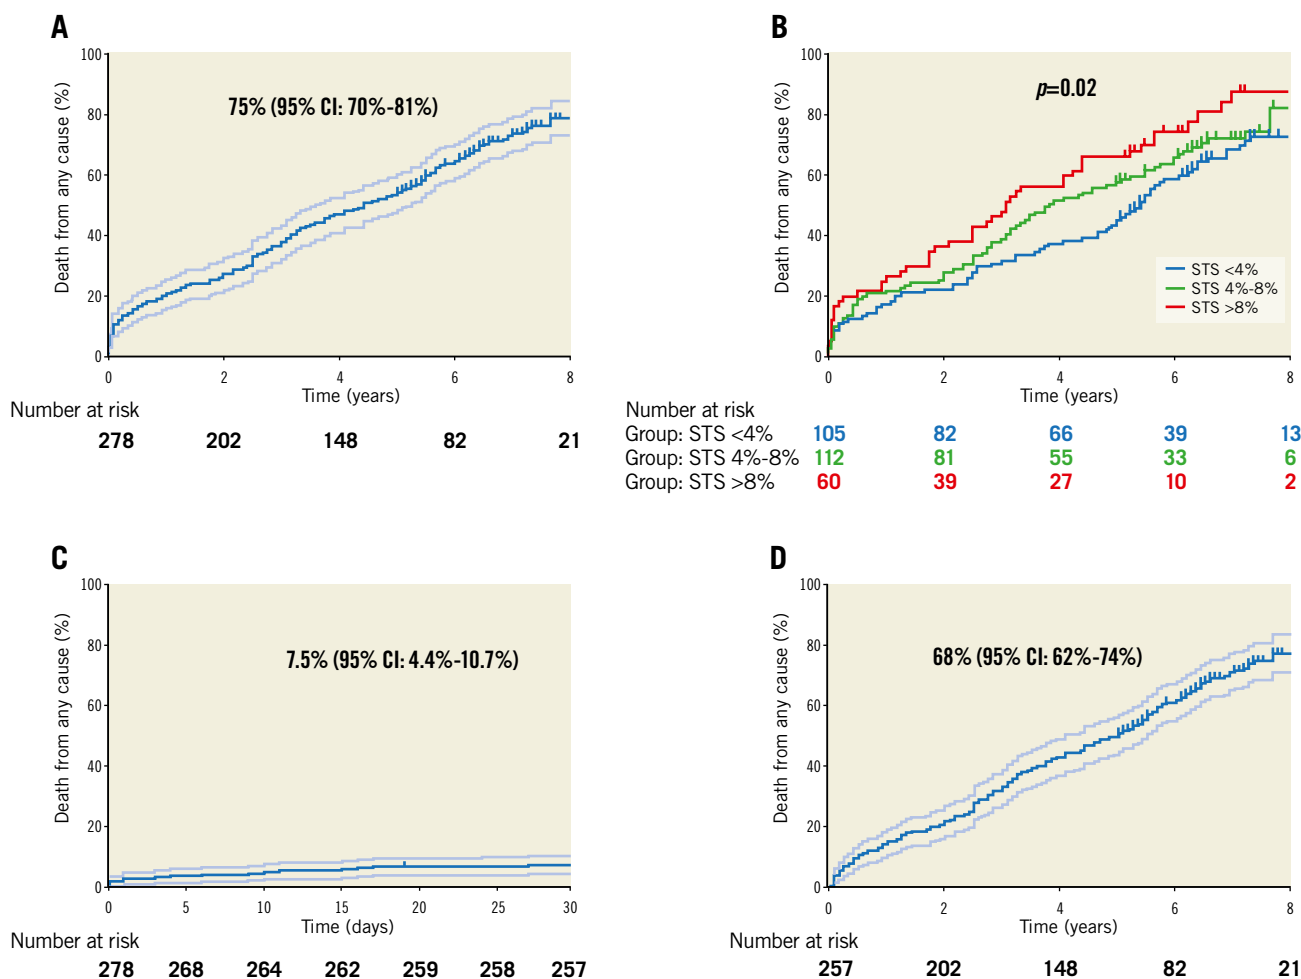 A
100
80
60
40
20
0
Death from any cause (%)
75% (95% CI: 70%-81%)
0 2 4 6 8
Time (years)
Number at risk
278 202 148 82 21
B
100
80
60
40
20
0
Death from any cause (%)
p=0.02
STS <4%
STS 4%-8%
STS >8%
0 2 4 6 8
Time (years)
Number at risk
Group: STS <4% 105 82 66 39 13
Group: STS 4%-8% 112 81 55 33 6
Group: STS >8% 60 39 27 10 2
C
100
80
60
40
20
0
Death from any cause (%)
7.5% (95% CI: 4.4%-10.7%)
0 5 10 15 20 25 30
Time (days)
Number at risk
278 268 264 262 259 258 257
D
100
80
60
40
20
0
Death from any cause (%)
68% (95% CI: 62%-74%)
0 2 4 6 8
Time (years)
Number at risk
257 202 148 82 21